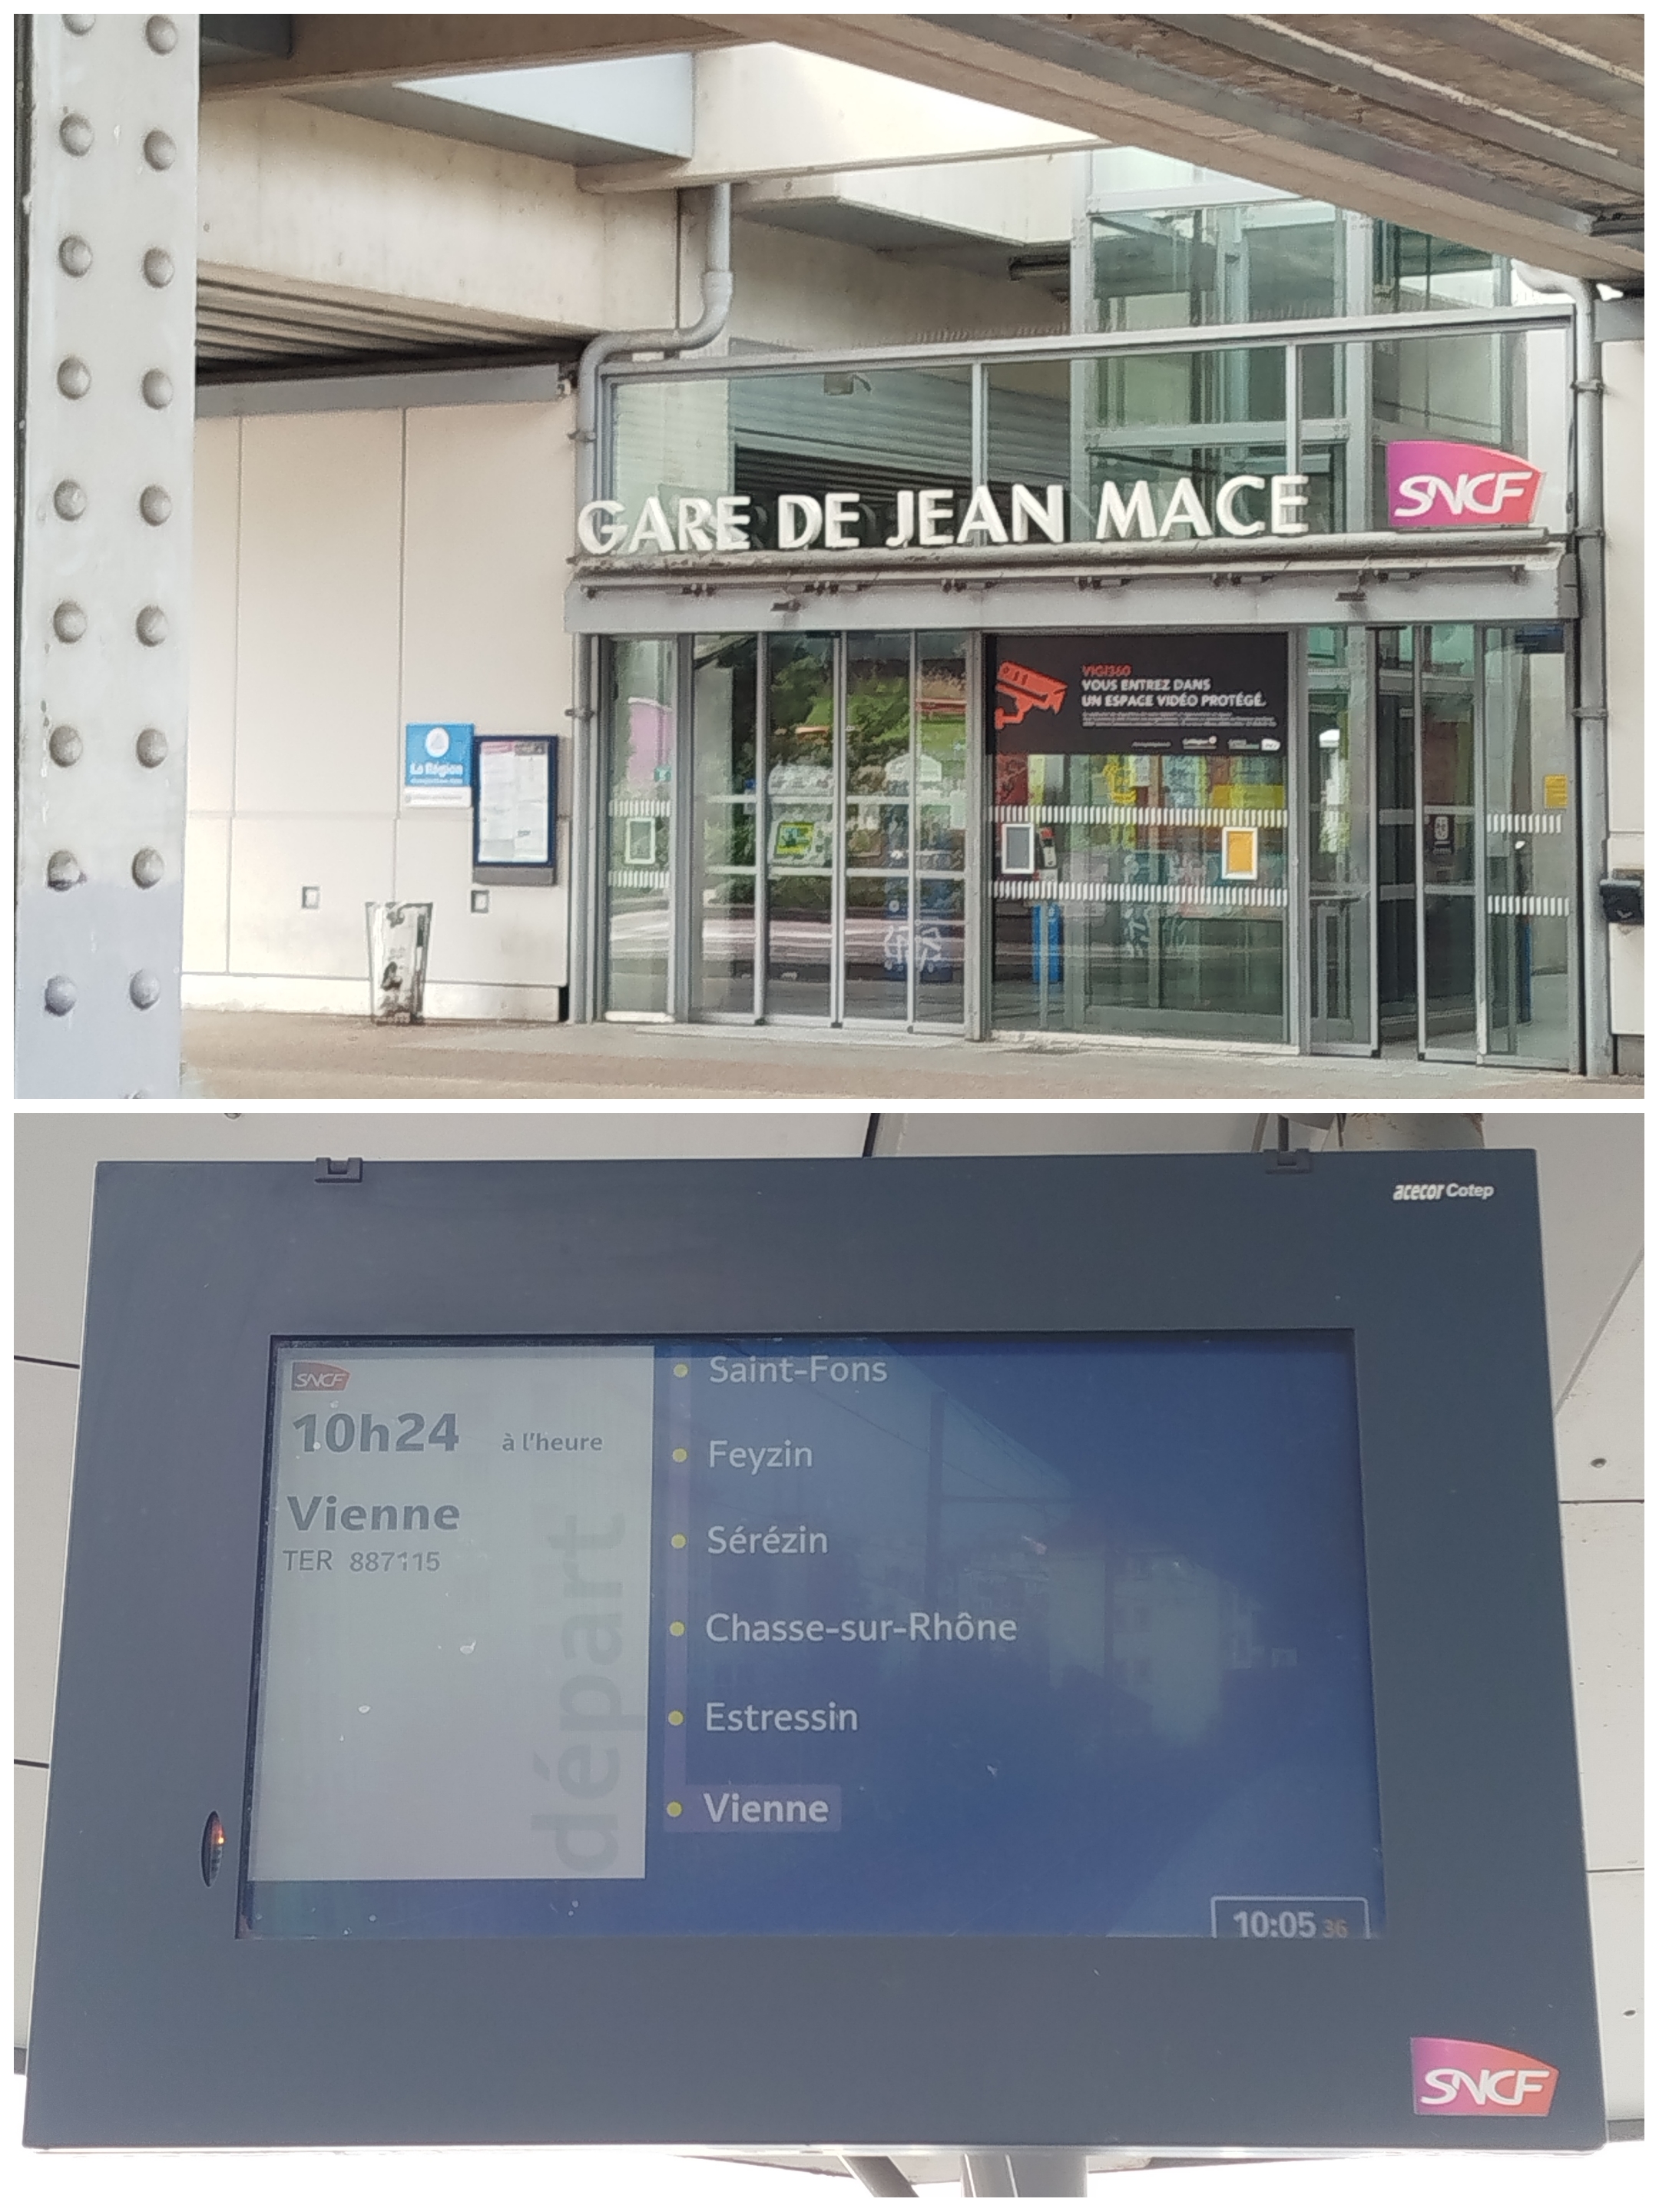 GARE DE JEAN MACE
SNCF
VIGI360
VOUS ENTREZ DANS
UN ESPACE VIDÉO PROTÉGÉ.
La Région
acecor Cotep
SNCF
10h24 à l'heure
Vienne
TER 887115
départ
Saint-Fons
Feyzin
Sérézin
Chasse-sur-Rhône
Estressin
Vienne
10:05 36
SNCF